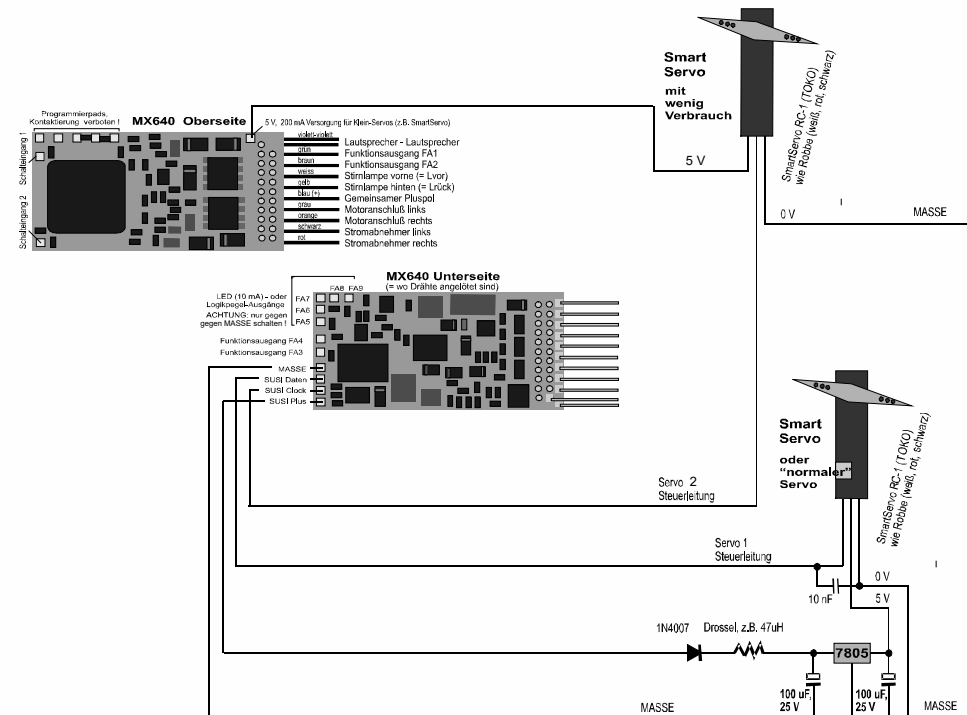 Smart
Servo
mit
wenig
Verbrauch
SmartServo RC-1 (TOKO)
wie Robbe (weiß, rot, schwarz)
5 V
0 V
MASSE
Programmierpads,
Kontaktierung verboten !
MX640 Oberseite
5 V, 200 mA Versorgung für Klein-Servos (z.B. SmartServo)
Schalteingang 1
Schalteingang 2
violett-violett
Lautsprecher - Lautsprecher
grün
Funktionsausgang FA1
braun
Funktionsausgang FA2
weiss
Stirnlampe vorne (= Lvor)
gelb
Stirnlampe hinten (= Lrück)
blau (+)
Gemeinsamer Pluspol
grau
Motoranschluß links
orange
Motoranschluß rechts
schwarz
Stromabnehmer links
rot
Stromabnehmer rechts
MX640 Unterseite
(= wo Drähte angelötet sind)
FA8 FA9
LED (10 mA) - oder
Logikpegel-Ausgänge
ACHTUNG: nur gegen
gegen MASSE schalten !
FA7
FA6
FA5
Funktionsausgang FA4
Funktionsausgang FA3
MASSE
SUSI Daten
SUSI Clock
SUSI Plus
Smart
Servo
oder
"normaler"
Servo
SmartServo RC-1 (TOKO)
wie Robbe (weiß, rot, schwarz)
Servo 2
Steuerleitung
Servo 1
Steuerleitung
0 V
10 nF
5 V
1N4007
Drossel, z.B. 47uH
7805
100 uF,
25 V
100 uF,
25 V
MASSE
MASSE